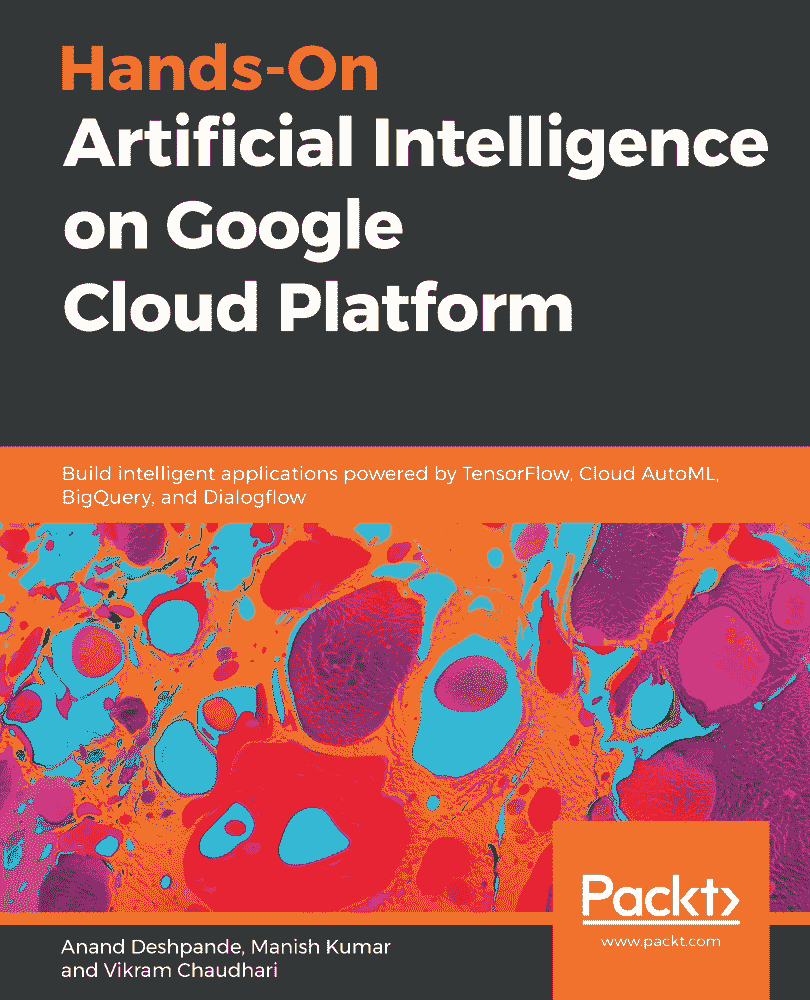 Hands-On
Artificial Intelligence
on Google
Cloud Platform
Build intelligent applications powered by TensorFlow, Cloud AutoML,
BigQuery, and Dialogflow
Packt>
www.packt.com
Anand Deshpande, Manish Kumar
and Vikram Chaudhari